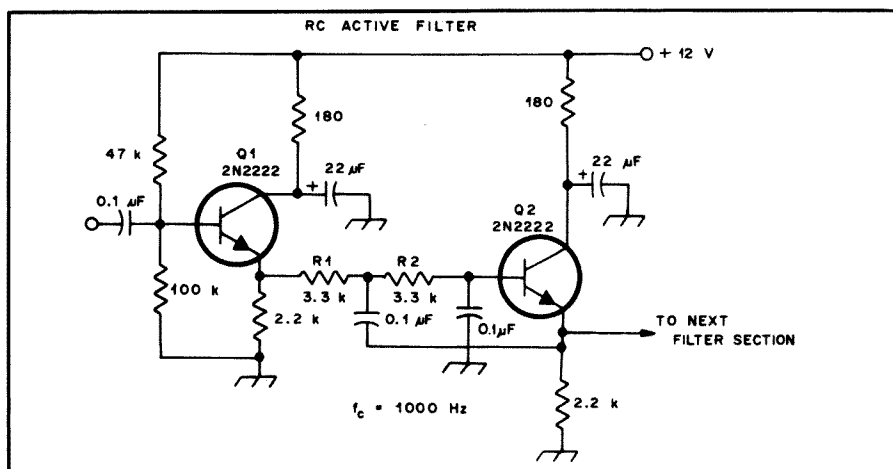 RC ACTIVE FILTER
+ 12 V
180
180
47 k
Q1
2N2222
22 µF
+
22 µF
+
0.1 µF
Q2
2N2222
R1
R2
3.3 k
3.3 k
100 k
2.2 k
0.1 µF
0.1µF
TO NEXT
FILTER SECTION
fc = 1000 Hz
2.2 k